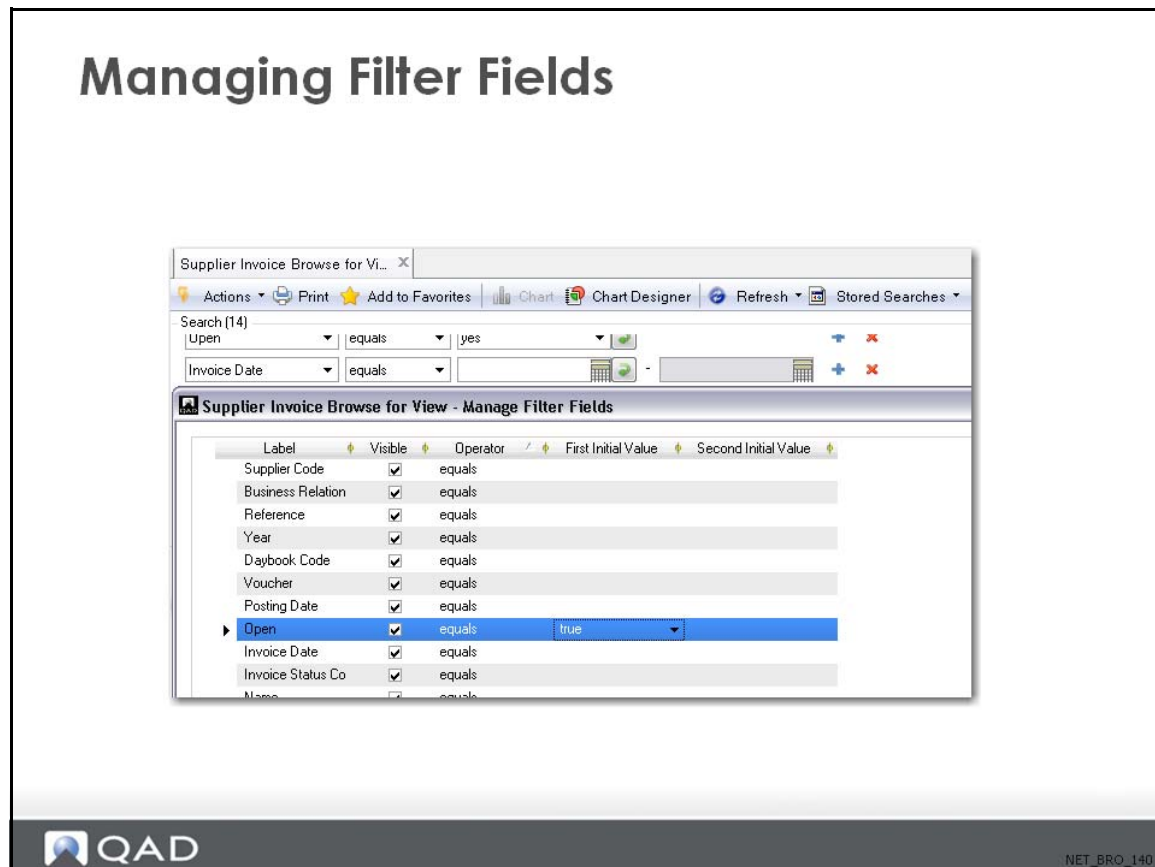 Managing Filter Fields
Supplier Invoice Browse for Vi...
Actions Print Add to Favorites Chart Chart Designer Refresh Stored Searches
Search (14)
Open equals yes
Invoice Date equals -
QAD Supplier Invoice Browse for View - Manage Filter Fields
Label Visible Operator First Initial Value Second Initial Value
Supplier Code equals
Business Relation equals
Reference equals
Year equals
Daybook Code equals
Voucher equals
Posting Date equals
Open equals true
Invoice Date equals
Invoice Status Co equals
Name equals
QAD
NET_BRO_140